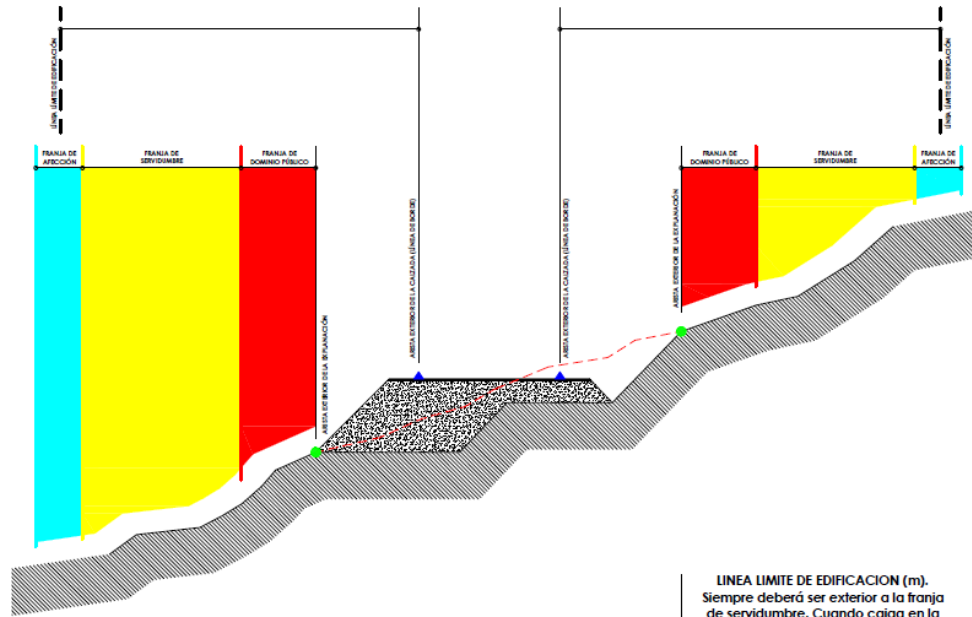 LÍNEA LÍMITE DE EDIFICACIÓN
LÍNEA LÍMITE DE EDIFICACIÓN
FRANJA DE
AFECCIÓN
FRANJA DE
SERVIDUMBRE
FRANJA DE
DOMINIO PÚBLICO
FRANJA DE
DOMINIO PÚBLICO
FRANJA DE
SERVIDUMBRE
FRANJA DE
AFECCIÓN
ARISTA EXTERIOR DE LA EXPLANACIÓN
ARISTA EXTERIOR DE LA CALZADA (LÍNEA DE BORDE)
ARISTA EXTERIOR DE LA CALZADA (LÍNEA DE BORDE)
ARISTA EXTERIOR DE LA EXPLANACIÓN
LINEA LIMITE DE EDIFICACION (m).
Siempre deberá ser exterior a la franja
de servidumbre. Cuando caiga en la